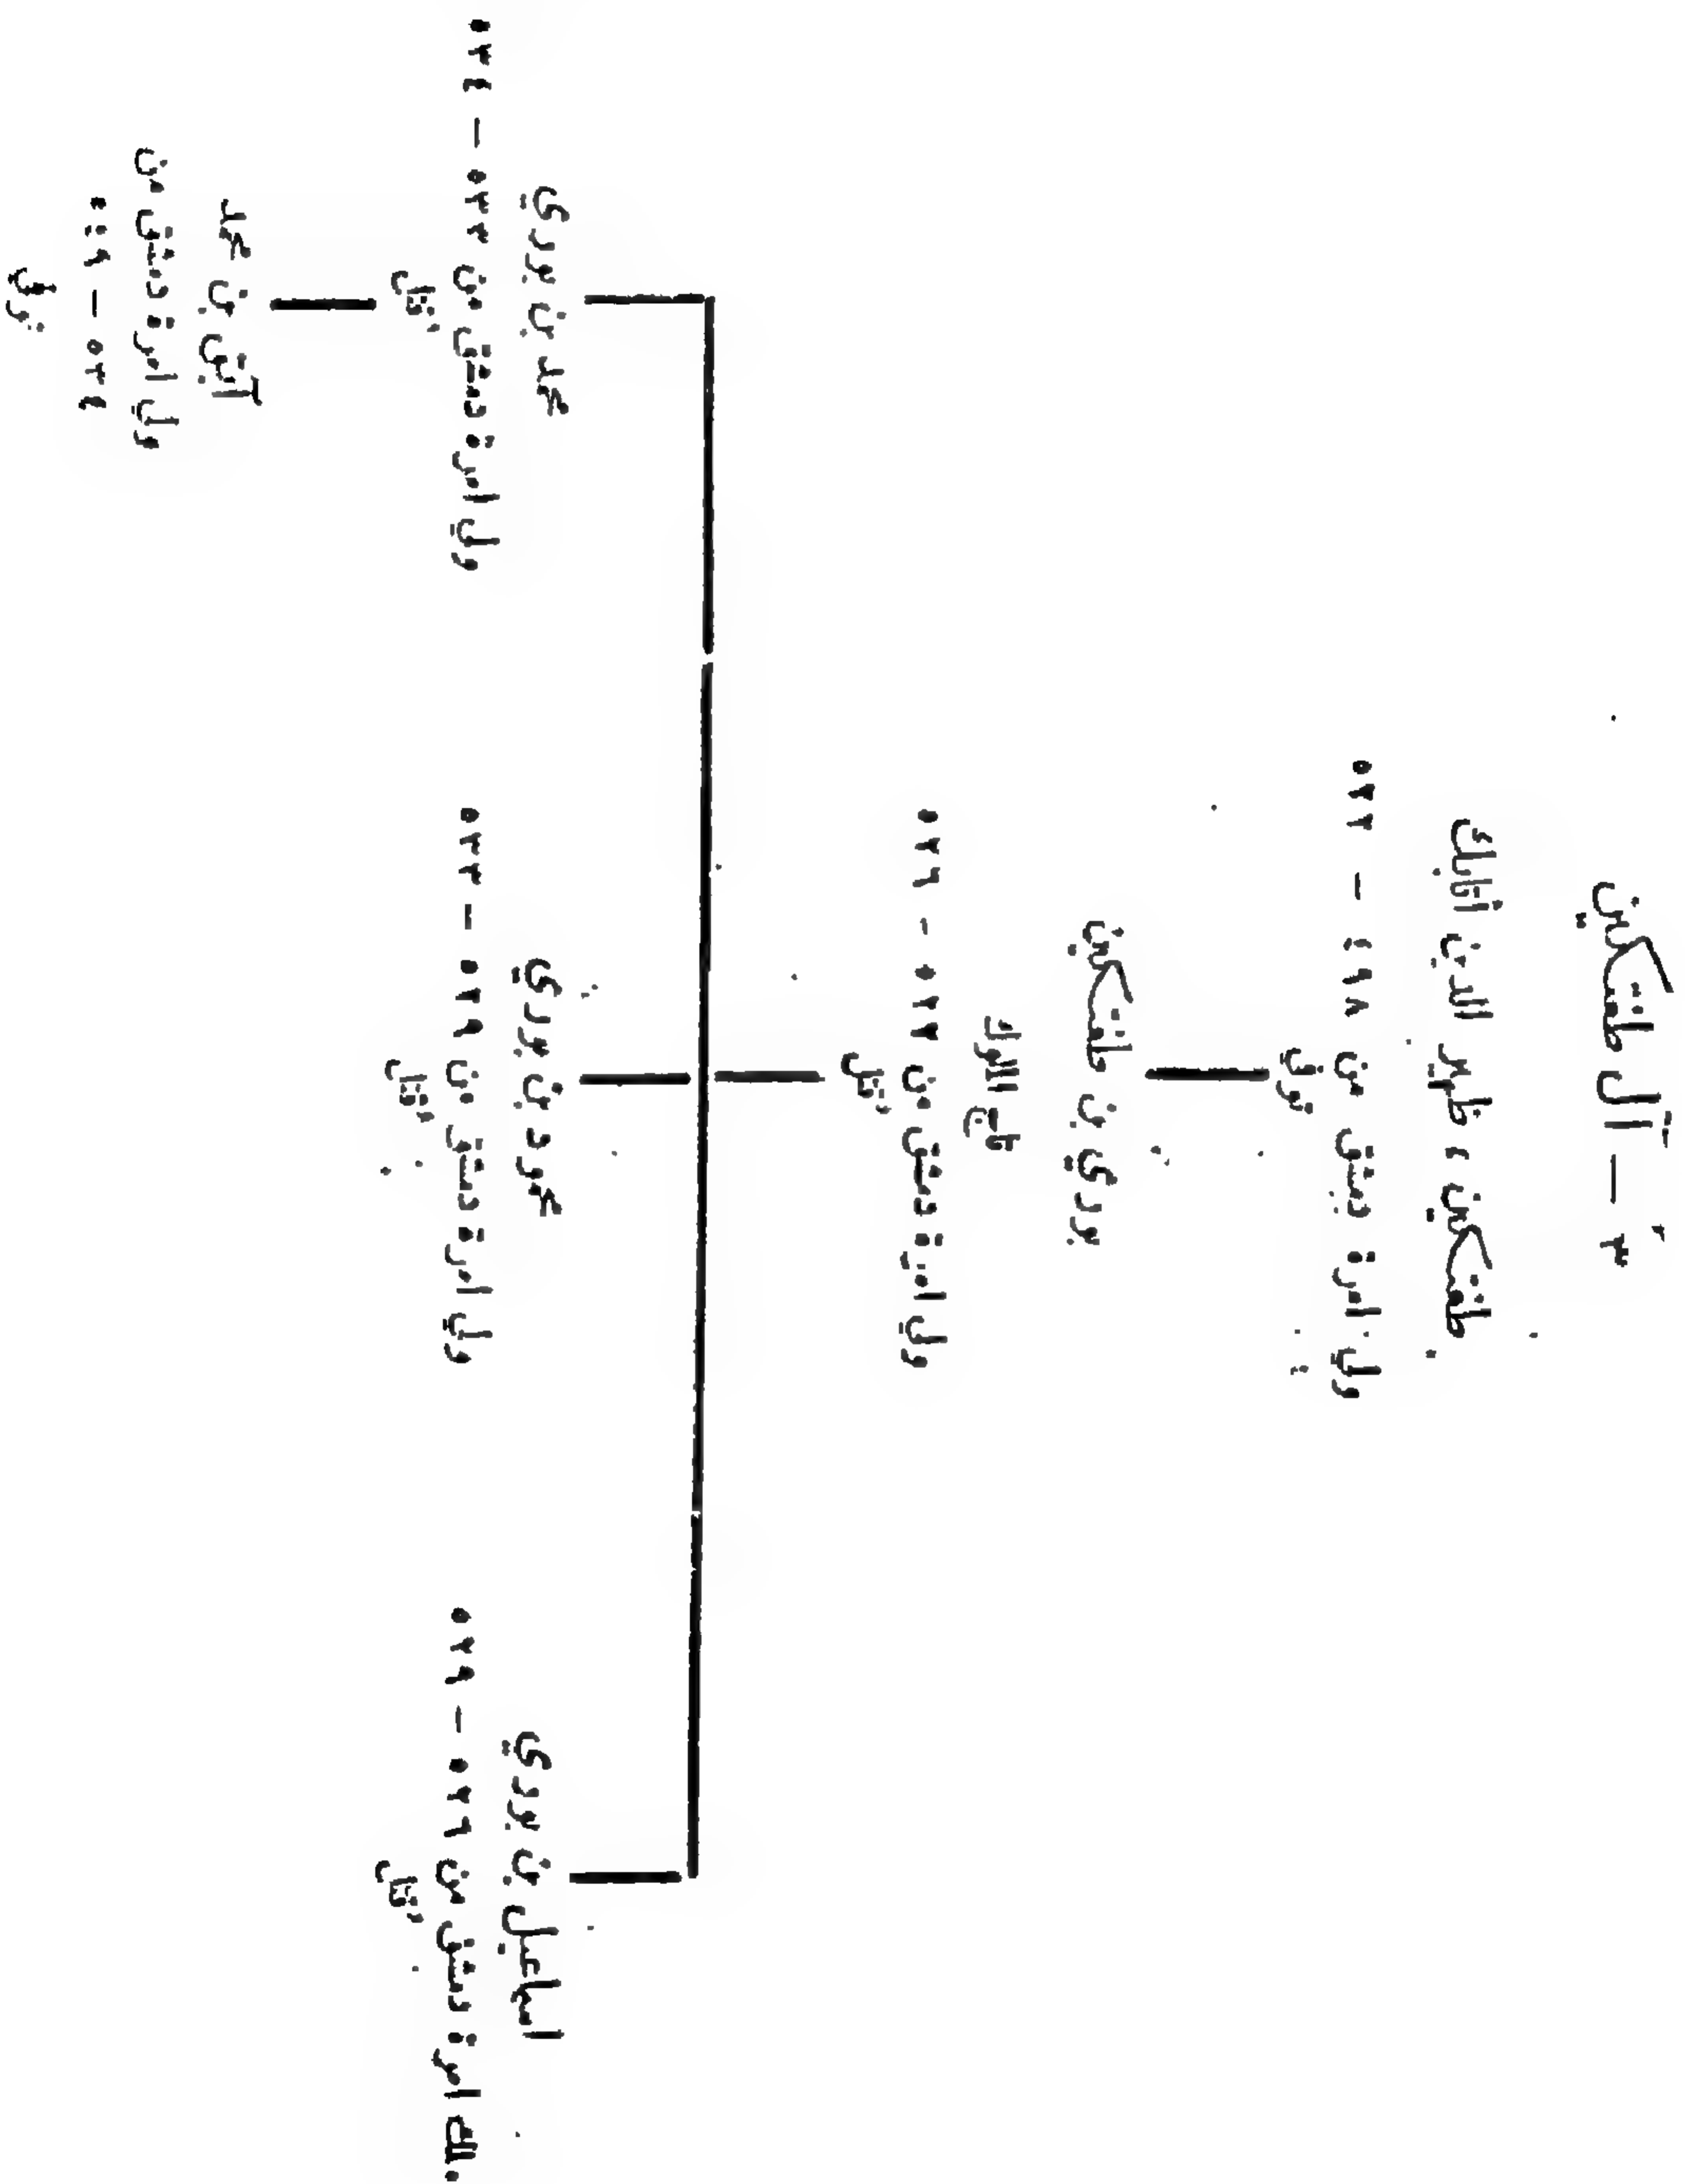 ٣ — آل طغتكين
طغتكين ، ظهير الدين أتابك
ولي امرة دمشق من ٤٩٨ — ٥٢٢
توفي
بوري بن طغتكين
تاج الملوك
ولي امرة دمشق من ٥٢٢ - ٥٢٦
قتل
اسماعيل بن بوري
ملك امرة دمشق من ٥٢٦ — ٥٢٩
قتل
محمود بن بوري
ولي امرة دمشق من ٥٢٩ — ٥٣٣
قتل
محمد بن بوري
ولي امرة دمشق من ٥٣٣ — ٥٣٤
قتل
آبق بن محمد
ولي امرة دمشق من
٥٣٤ — ٥٤٩